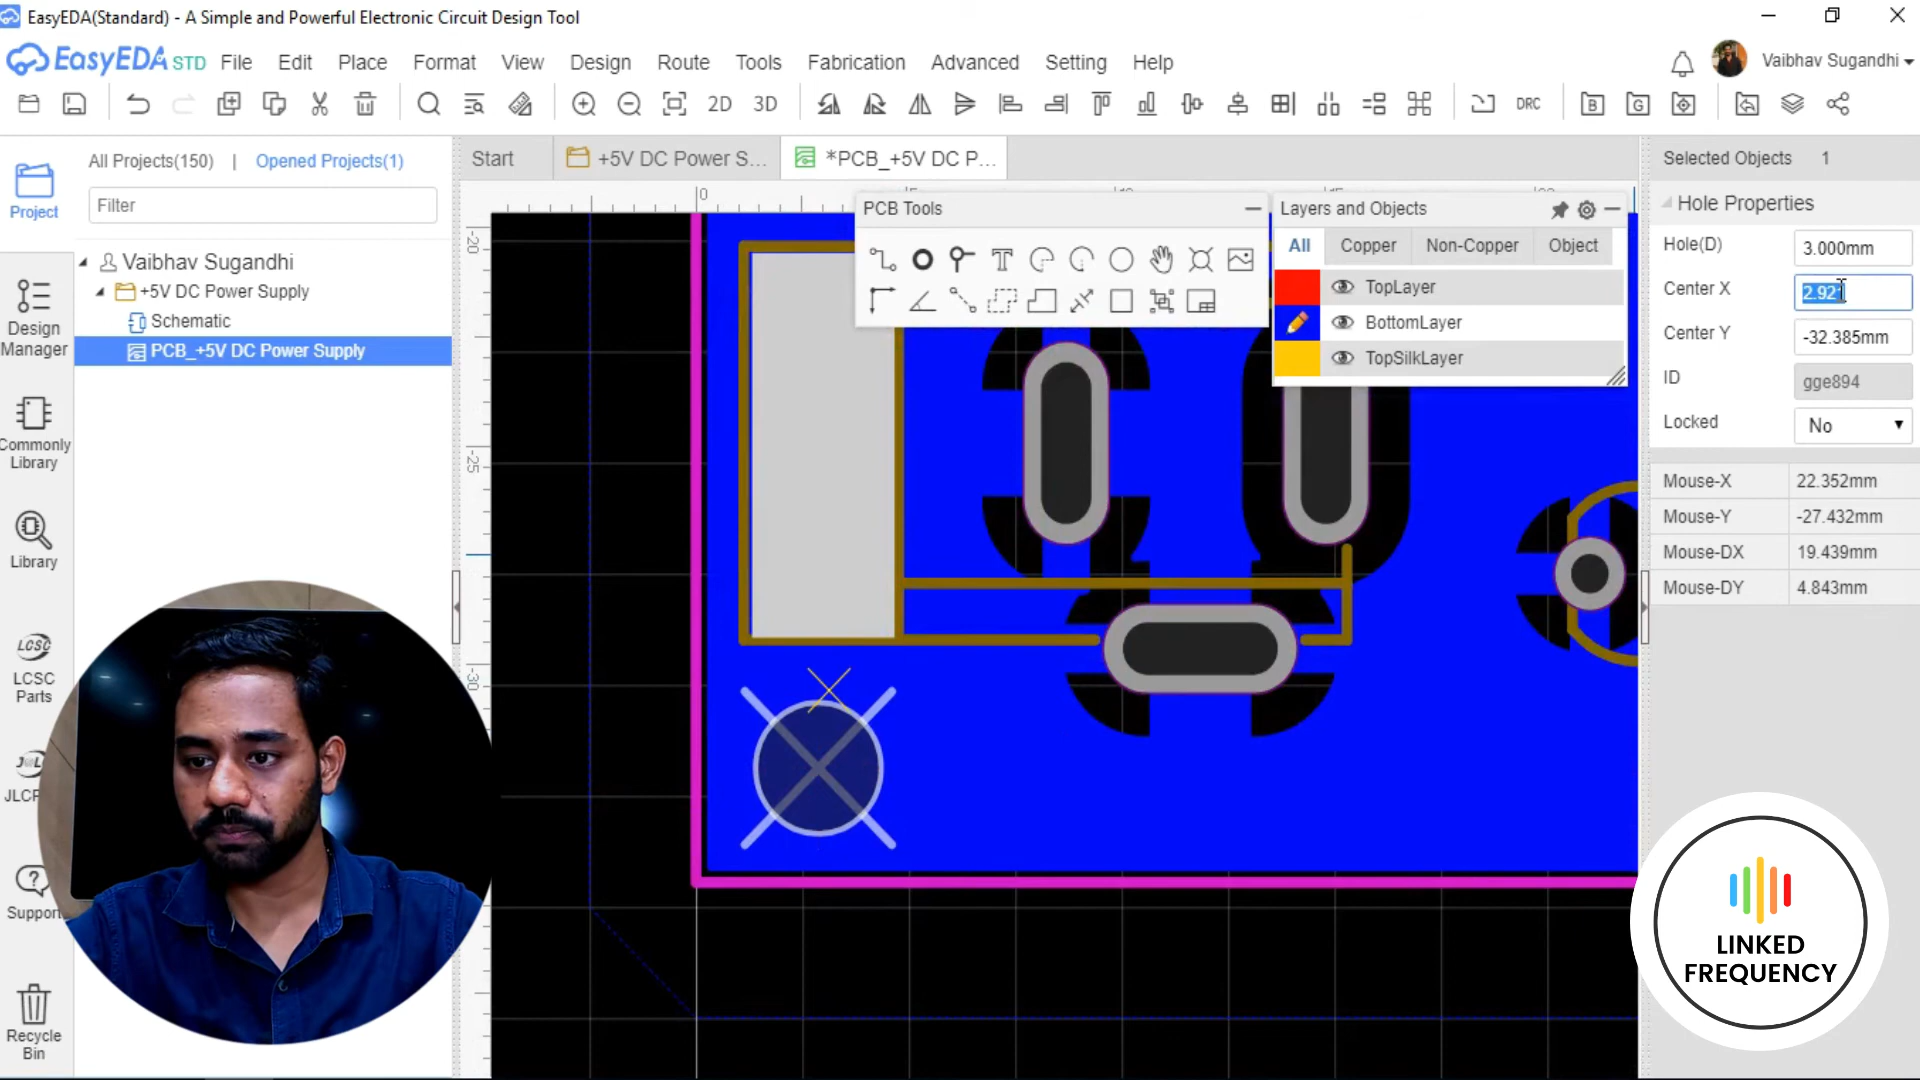 EasyEDA(Standard) - A Simple and Powerful Electronic Circuit Design Tool
EasyEDA STD File Edit Place Format View Design Route Tools Fabrication Advanced Setting Help Vaibhav Sugandhi
2D 3D DRC B G
All Projects(150) | Opened Projects(1)
Filter
Project
Vaibhav Sugandhi
+5V DC Power Supply
Schematic
PCB_+5V DC Power Supply
Design
Manager
Commonly
Library
Library
LCSC
LCSC
Parts
Support
Recycle
Bin
Start +5V DC Power S... *PCB_+5V DC P...
0
-20
-25
-30
PCB Tools
Layers and Objects
All Copper Non-Copper Object
TopLayer
BottomLayer
TopSilkLayer
Selected Objects 1
Hole Properties
Hole(D) 3.000mm
Center X
Center Y -32.385mm
ID gge894
Locked No
Mouse-X 22.352mm
Mouse-Y -27.432mm
Mouse-DX 19.439mm
Mouse-DY 4.843mm
LINKED
FREQUENCY